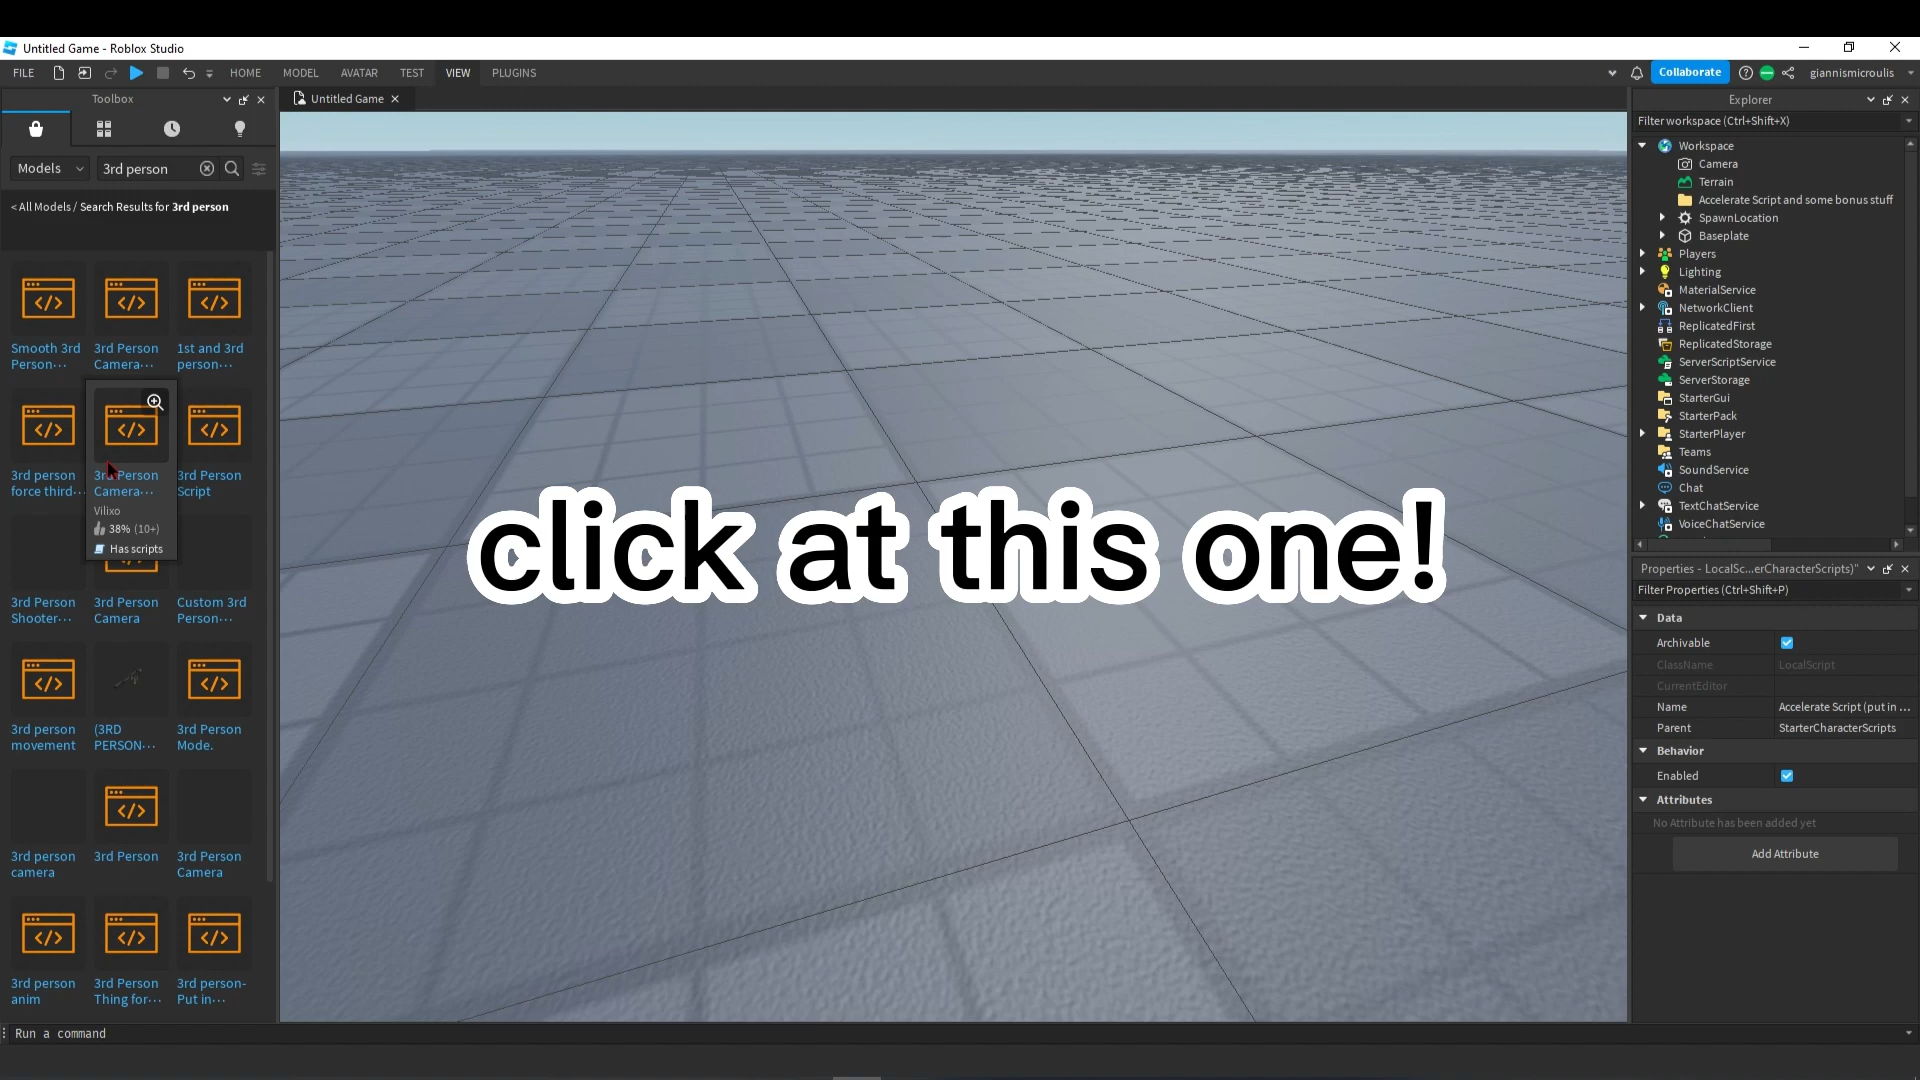 Untitled Game - Roblox Studio
FILE
HOME
MODEL
AVATAR
TEST
VIEW
PLUGINS
Collaborate
giannismicroulis
Toolbox
Untitled Game
Models
3rd person
< All Models / Search Results for 3rd person
Smooth 3rd Person...
3rd Person Camera...
1st and 3rd person...
3rd person force third...
3rd Person Camera...
3rd Person Script
Vilixo
38% (10+)
Has scripts
3rd Person Shooter...
3rd Person Camera
Custom 3rd Person...
3rd person movement
(3RD PERSON...
3rd Person Mode.
3rd person camera
3rd Person
3rd Person Camera
3rd person anim
3rd Person Thing for...
3rd person- Put in...
click at this one!
Explorer
Filter workspace (Ctrl+Shift+X)
Workspace
Camera
Terrain
Accelerate Script and some bonus stuff
SpawnLocation
Baseplate
Players
Lighting
MaterialService
NetworkClient
ReplicatedFirst
ReplicatedStorage
ServerScriptService
ServerStorage
StarterGui
StarterPack
StarterPlayer
Teams
SoundService
Chat
TextChatService
VoiceChatService
Properties - LocalSc...erCharacterScripts)"
Filter Properties (Ctrl+Shift+P)
Data
Archivable
ClassName LocalScript
CurrentEditor
Name Accelerate Script (put in ...
Parent StarterCharacterScripts
Behavior
Enabled
Attributes
No Attribute has been added yet
Add Attribute
Run a command